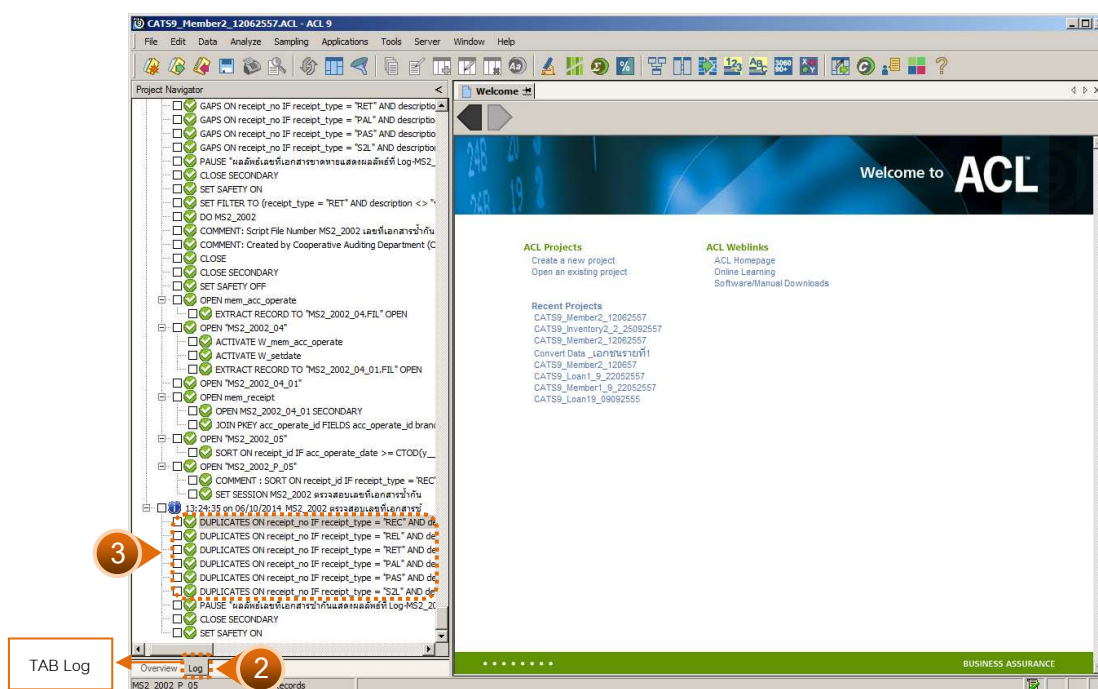 CATS9_Member2_12062557.ACL - ACL 9
File Edit Data Analyze Sampling Applications Tools Server Window Help
Project Navigator <
Welcome
GAPS ON receipt_no IF receipt_type = "RET" AND descriptio
GAPS ON receipt_no IF receipt_type = "PAL" AND descriptio
GAPS ON receipt_no IF receipt_type = "PAS" AND descriptio
GAPS ON receipt_no IF receipt_type = "S2L" AND description
PAUSE "ผลลัพธ์เลขที่เอกสารขาดหายแสดงผลลัพธ์ที่ Log-MS2_
CLOSE SECONDARY
SET SAFETY ON
SET FILTER TO (receipt_type = "RET" AND description <> "
DO MS2_2002
COMMENT: Script File Number MS2_2002 เลขที่เอกสารซ้ำกัน
COMMENT: Created by Cooperative Auditing Department (C
CLOSE
CLOSE SECONDARY
SET SAFETY OFF
OPEN mem_acc_operate
EXTRACT RECORD TO "MS2_2002_04.FIL" OPEN
OPEN "MS2_2002_04"
ACTIVATE W_mem_acc_operate
ACTIVATE W_setdate
EXTRACT RECORD TO "MS2_2002_04_01.FIL" OPEN
OPEN "MS2_2002_04_01"
OPEN mem_receipt
OPEN MS2_2002_04_01 SECONDARY
JOIN PKEY acc_operate_id FIELDS acc_operate_id bran
OPEN "MS2_2002_05"
SORT ON receipt_id IF acc_operate_date >= CTOD(y_
OPEN "MS2_2002_P_05"
COMMENT : SORT ON receipt_id IF receipt_type = "REC"
SET SESSION MS2_2002 ตรวจสอบเลขที่เอกสารซ้ำกัน
13:24:35 on 06/10/2014 MS2_2002 ตรวจสอบเลขที่เอกสารซ้
DUPLICATES ON receipt_no IF receipt_type = "REC" AND de
DUPLICATES ON receipt_no IF receipt_type = "REL" AND de
DUPLICATES ON receipt_no IF receipt_type = "RET" AND de
DUPLICATES ON receipt_no IF receipt_type = "PAL" AND de
DUPLICATES ON receipt_no IF receipt_type = "PAS" AND de
DUPLICATES ON receipt_no IF receipt_type = "S2L" AND de
PAUSE "ผลลัพธ์เลขที่เอกสารซ้ำกันแสดงผลลัพธ์ที่ Log-MS2_20
CLOSE SECONDARY
SET SAFETY ON
3
TAB Log
Overview Log
2
MS2_2002_P_05 ecords
Welcome to ACL
ACL Projects
Create a new project
Open an existing project
ACL Weblinks
ACL Homepage
Online Learning
Software/Manual Downloads
Recent Projects
CATS9_Member2_12062557
CATS9_Inventory2_2_25092557
CATS9_Member2_12062557
Convert Data _เอกชนรายที่1
CATS9_Member2_120657
CATS9_Loan1_9_22052557
CATS9_Member1_9_22052557
CATS9_Loan19_09092555
BUSINESS ASSURANCE